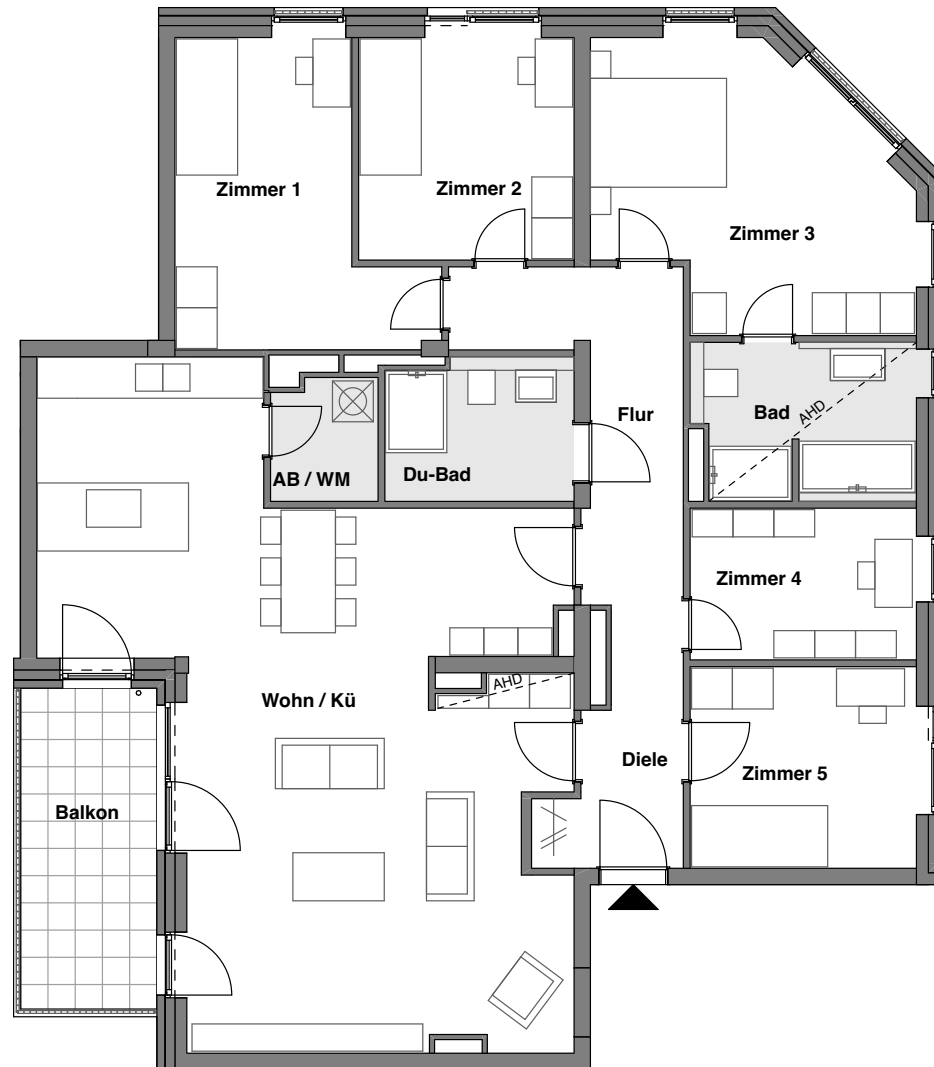 Zimmer 1
Zimmer 2
Zimmer 3
Flur
Bad
AHD
AB / WM
Du-Bad
Zimmer 4
AHD
Wohn / Kü
Diele
Zimmer 5
Balkon